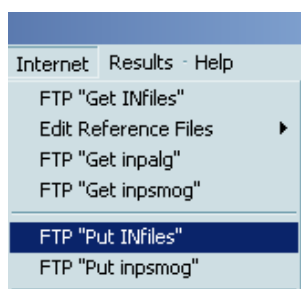 Internet Results Help
FTP "Get INfiles"
Edit Reference Files
FTP "Get inpalg"
FTP "Get inpsmog"
FTP "Put INfiles"
FTP "Put inpsmog"